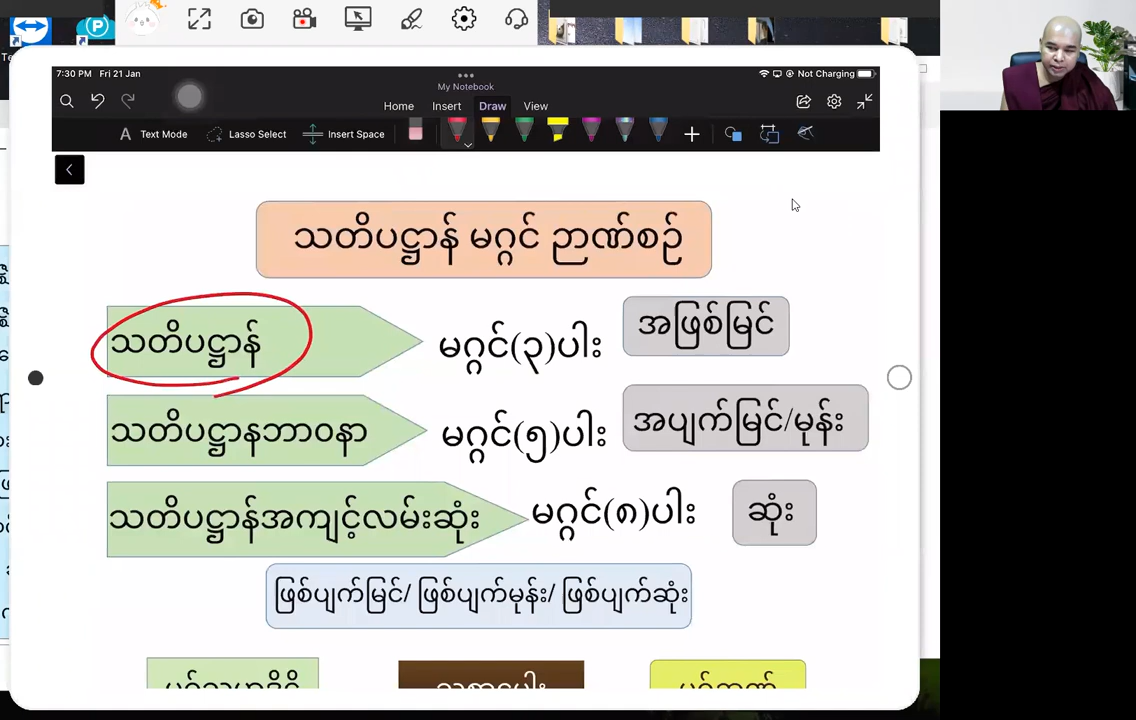 7:30 PM Fri 21 Jan
Not Charging
My Notebook
Home Insert Draw View
Text Mode Lasso Select Insert Space
သတိပဋ္ဌာန် မဂ္ဂင် ဉာဏ်စဉ်
သတိပဋ္ဌာန် မဂ္ဂင်(၃)ပါး အဖြစ်မြင်
သတိပဋ္ဌာနဘာဝနာ မဂ္ဂင်(၅)ပါး အပျက်မြင်/မုန်း
သတိပဋ္ဌာန်အကျင့်လမ်းဆုံး မဂ္ဂင်(၈)ပါး ဆုံး
ဖြစ်ပျက်မြင်/ ဖြစ်ပျက်မုန်း/ ဖြစ်ပျက်ဆုံး